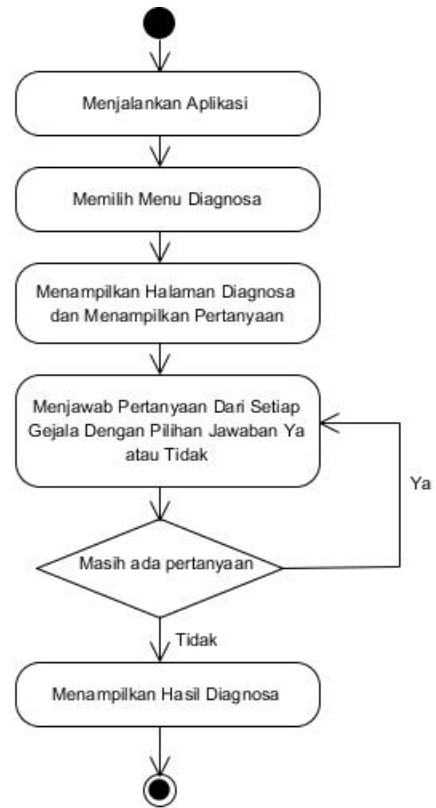 Menjalankan Aplikasi
Memilih Menu Diagnosa
Menampilkan Halaman Diagnosa
dan Menampilkan Pertanyaan
Menjawab Pertanyaan Dari Setiap
Gejala Dengan Pilihan Jawaban Ya
atau Tidak
Ya
Masih ada pertanyaan
Tidak
Menampilkan Hasil Diagnosa